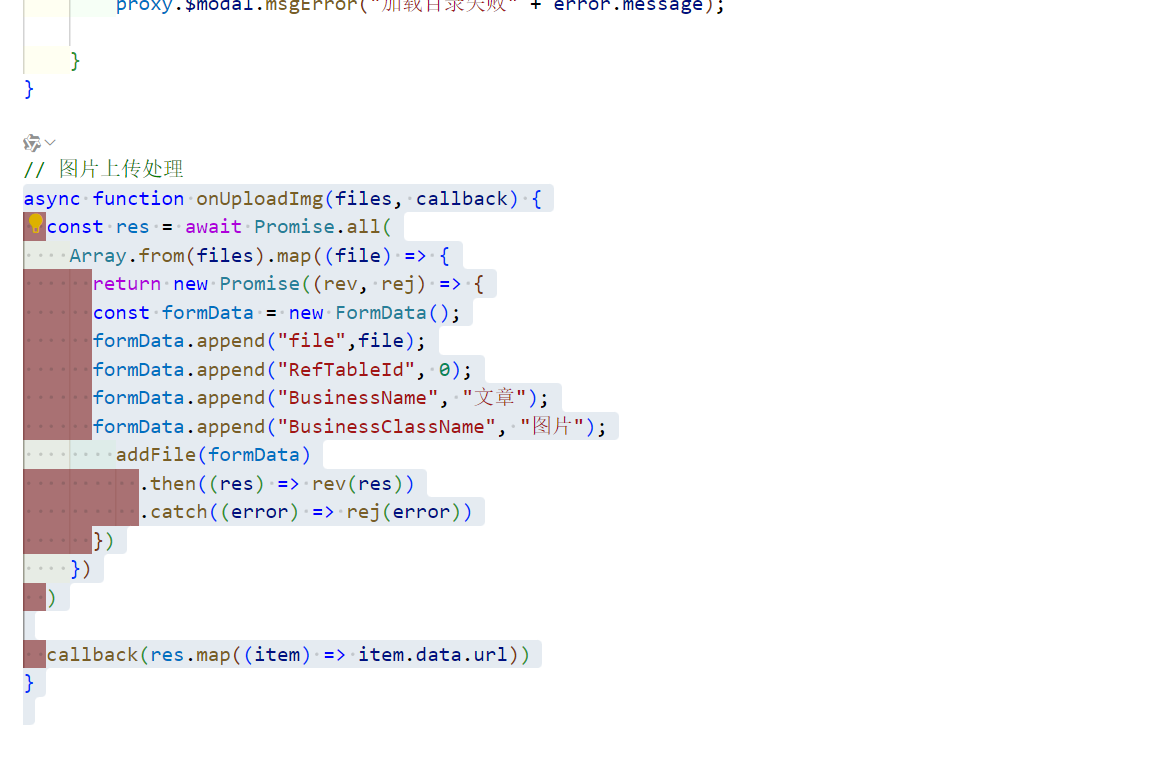 proxy.$modal.msgError("加载目录失败" + error.message);
}
}
// 图片上传处理
async function onUploadImg(files, callback) {
const res = await Promise.all(
Array.from(files).map((file) => {
return new Promise((rev, rej) => {
const formData = new FormData();
formData.append("file",file);
formData.append("RefTableId", 0);
formData.append("BusinessName", "文章");
formData.append("BusinessClassName", "图片");
addFile(formData)
.then((res) => rev(res))
.catch((error) => rej(error))
})
})
)
callback(res.map((item) => item.data.url))
}